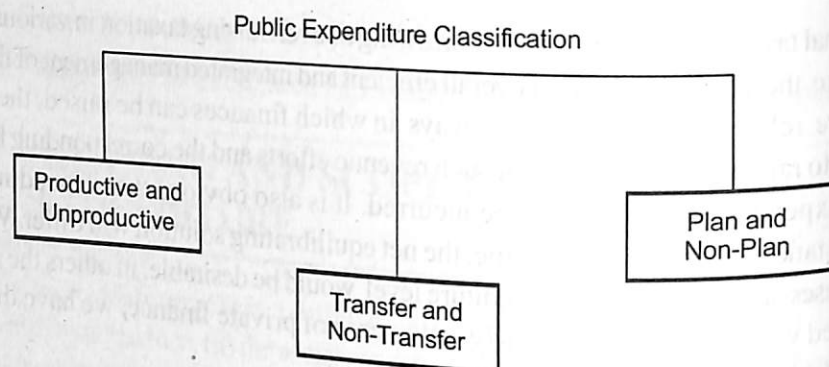 Public Expenditure Classification
Productive and
Unproductive
Transfer and
Non-Transfer
Plan and
Non-Plan